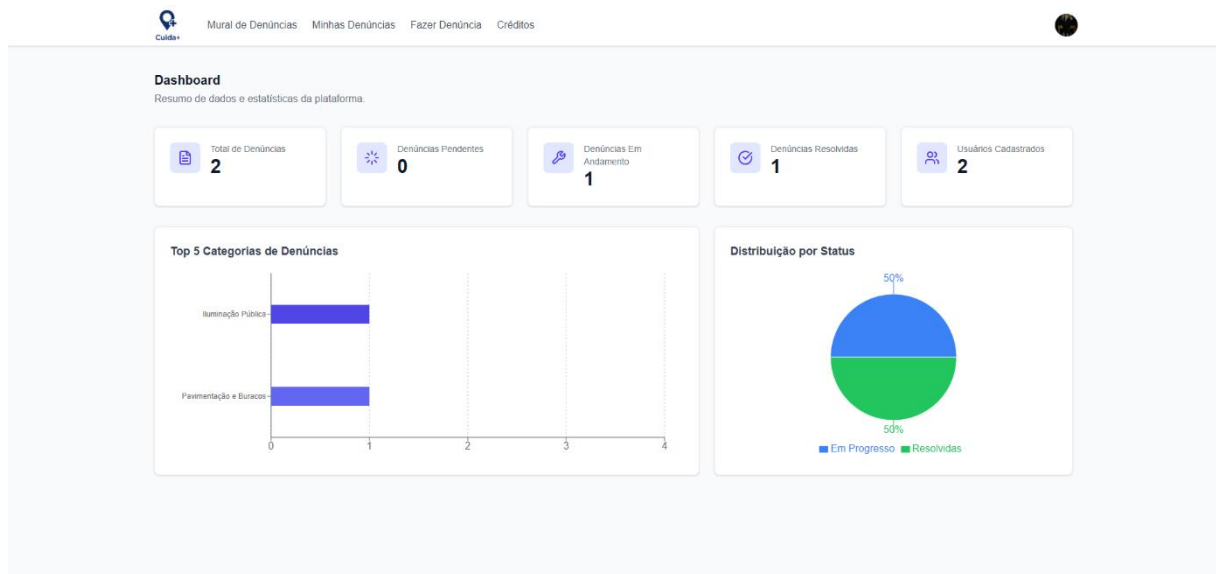 Cuida+
Mural de Denúncias Minhas Denúncias Fazer Denúncia Créditos
Dashboard
Resumo de dados e estatísticas da plataforma.
Total de Denúncias
2
Denúncias Pendentes
0
Denúncias Em
Andamento
1
Denúncias Resolvidas
1
Usuários Cadastrados
2
Top 5 Categorias de Denúncias
Iluminação Pública
Pavimentação e Buracos
0 1 2 3 4
Distribuição por Status
50%
50%
Em Progresso Resolvidas